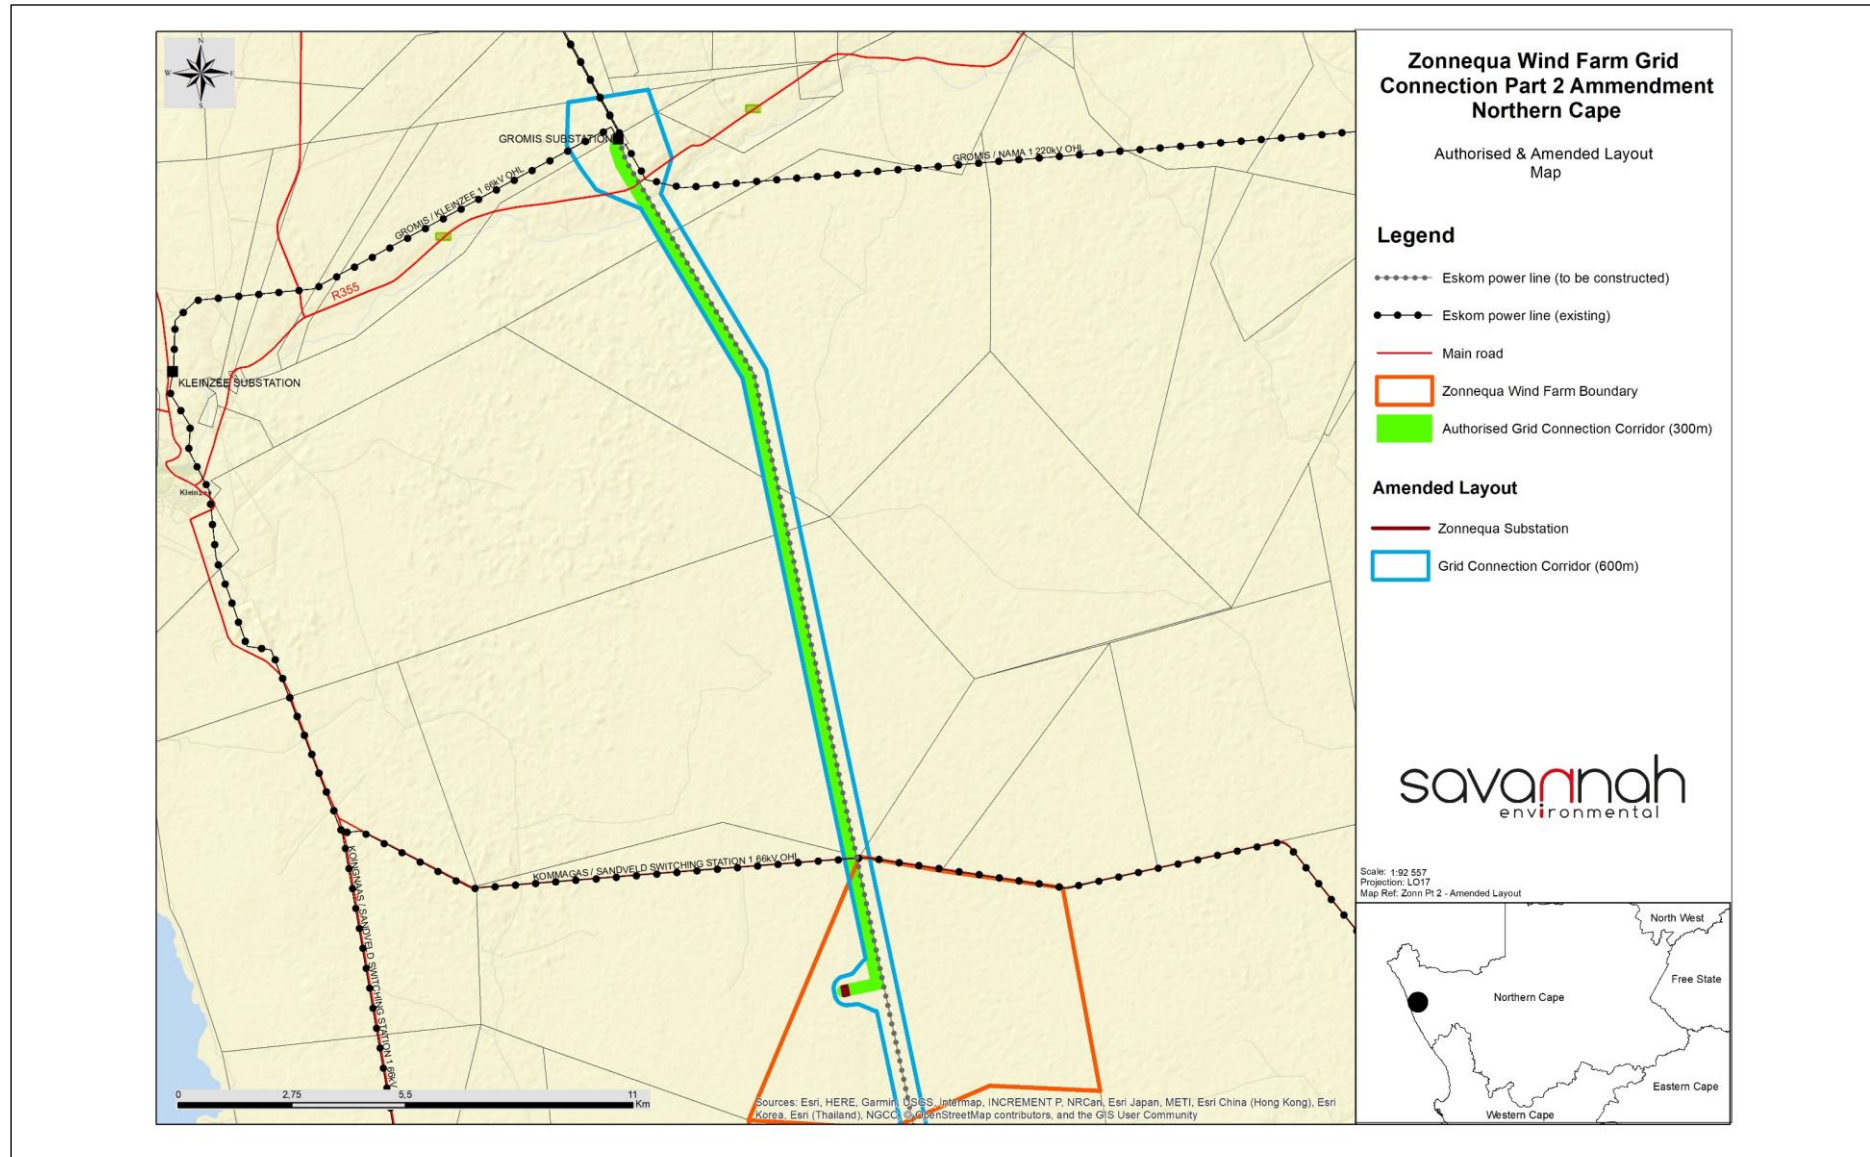 N
W
E
S
GROMIS SUBSTATION
GROMIS / NAMA 1 220kV OHL
GROMIS / KLEINZEE 1 66kV OHL
R355
KLEINZEE SUBSTATION
Kleinzee
KOMMAGAS / SANDVELD SWITCHING STATION 1 66kV OHL
KOINGNAAS / SANDVELD SWITCHING STATION 1 66kV
0 2,75 5,5 11
Km
Sources: Esri, HERE, Garmin, USGS, Intermap, INCREMENT P, NRCan, Esri Japan, METI, Esri China (Hong Kong), Esri
Korea, Esri (Thailand), NGCC, © OpenStreetMap contributors, and the GIS User Community
Zonnequa Wind Farm Grid
Connection Part 2 Ammendment
Northern Cape
Authorised & Amended Layout
Map
Legend
Eskom power line (to be constructed)
Eskom power line (existing)
Main road
Zonnequa Wind Farm Boundary
Authorised Grid Connection Corridor (300m)
Amended Layout
Zonnequa Substation
Grid Connection Corridor (600m)
savannah
environmental
Scale: 1:92 557
Projection: LO17
Map Ref: Zonn Pt 2 - Amended Layout
North West
Free State
Northern Cape
Eastern Cape
Western Cape